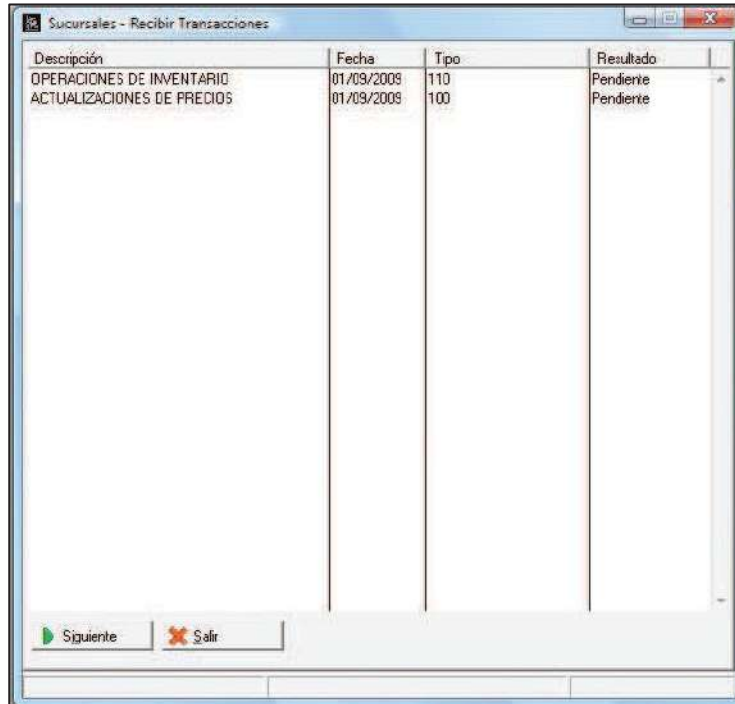 Sucursales - Recibir Transacciones
Descripción Fecha Tipo Resultado
OPERACIONES DE INVENTARIO 01/09/2009 110 Pendiente
ACTUALIZACIONES DE PRECIOS 01/09/2009 100 Pendiente
Siguiente Salir